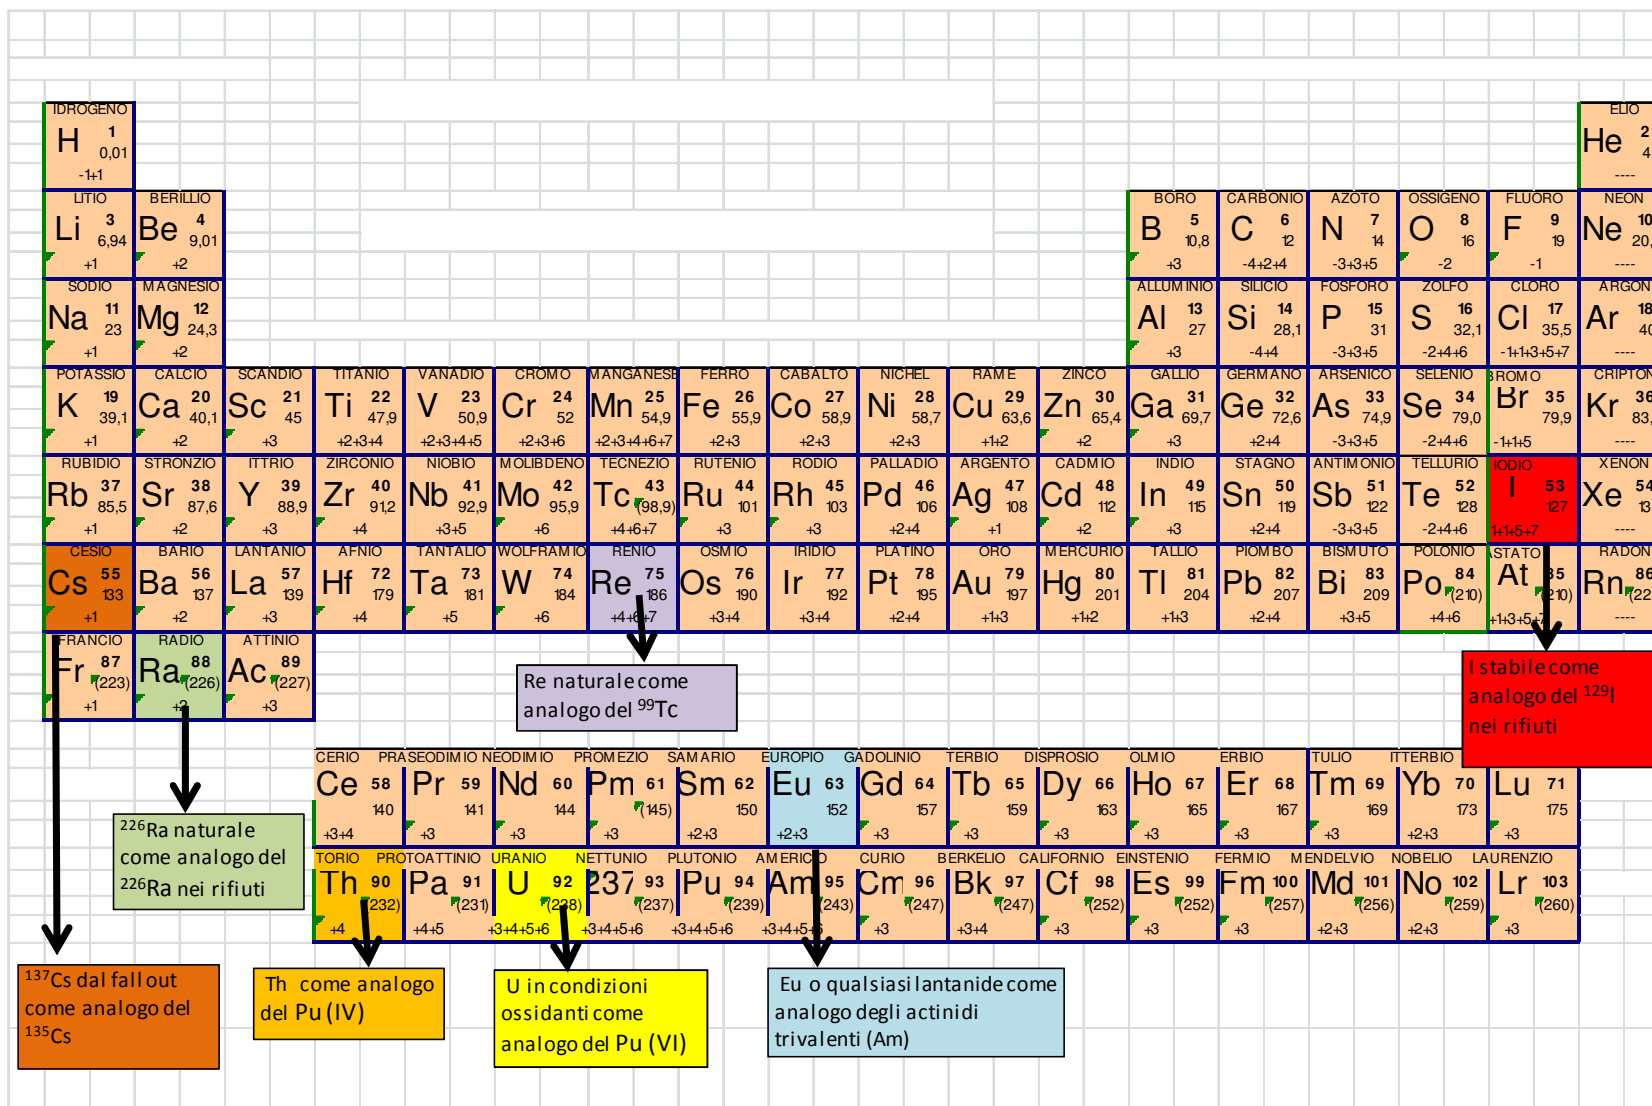 IDROGENO ELIO
H 1 He 2
0,01 4
-1+1 ----
LITIO BERILLIO BORO CARBONIO AZOTO OSSIGENO FLUORO NEON
Li 3 Be 4 B 5 C 6 N 7 O 8 F 9 Ne 10
6,94 9,01 10,8 12 14 16 19 20,
+1 +2 +3 -4+2+4 -3+3+5 -2 -1 ----
SODIO MAGNESIO ALLUMINIO SILICIO FOSFORO ZOLFO CLORO ARGON
Na 11 Mg 12 Al 13 Si 14 P 15 S 16 Cl 17 Ar 18
23 24,3 27 28,1 31 32,1 35,5 40
+1 +2 +3 -4+4 -3+3+5 -2+4+6 -1+1+3+5+7 ----
POTASSIO CALCIO SCANDIO TITANIO VANADIO CROMO MANGANESE FERRO CABALTO NICHEL RAME ZINCO GALLIO GERMANO ARSENICO SELENIO BROMO CRIPTON
K 19 Ca 20 Sc 21 Ti 22 V 23 Cr 24 Mn 25 Fe 26 Co 27 Ni 28 Cu 29 Zn 30 Ga 31 Ge 32 As 33 Se 34 Br 35 Kr 36
39,1 40,1 45 47,9 50,9 52 54,9 55,9 58,9 58,7 63,6 65,4 69,7 72,6 74,9 79,0 79,9 83,
+1 +2 +3 +2+3+4 +2+3+4+5 +2+3+6 +2+3+4+6+7 +2+3 +2+3 +2+3 +1+2 +2 +3 +2+4 -3+3+5 -2+4+6 -1+1+5 ----
RUBIDIO STRONZIO ITTRIO ZIRCONIO NIOBIO MOLIBDENO TECNEZIO RUTENIO RODIO PALLADIO ARGENTO CADMIO INDIO STAGNO ANTIMONIO TELLURIO IODIO XENON
Rb 37 Sr 38 Y 39 Zr 40 Nb 41 Mo 42 Tc 43 Ru 44 Rh 45 Pd 46 Ag 47 Cd 48 In 49 Sn 50 Sb 51 Te 52 I 53 Xe 54
85,5 87,6 88,9 91,2 92,9 95,9 (98,9) 101 103 106 108 112 115 119 122 128 127 13
+1 +2 +3 +4 +3+5 +6 +4+6+7 +3 +3 +2+4 +1 +2 +3 +2+4 -3+3+5 -2+4+6 1+1+5+7 ----
CESIO BARIO LANTANIO AFNIO TANTALIO WOLFRAMIO RENIO OSMIO IRIDIO PLATINO ORO MERCURIO TALLIO PIOMBO BISMUTO POLONIO ASTATO RADON
Cs 55 Ba 56 La 57 Hf 72 Ta 73 W 74 Re 75 Os 76 Ir 77 Pt 78 Au 79 Hg 80 Tl 81 Pb 82 Bi 83 Po 84 At 85 Rn 86
133 137 139 179 181 184 186 190 192 195 197 201 204 207 209 (210) (210) (22
+1 +2 +3 +4 +5 +6 +4+6+7 +3+4 +3+4 +2+4 +1+3 +1+2 +1+3 +2+4 +3+5 +4+6 +1+3+5+7 ----
FRANCIO RADIO ATTINIO
Fr 87 Ra 88 Ac 89
(223) (226) (227)
+1 +2 +3
Re naturale come
analogo del ⁹⁹Tc
I stabile come
analogo del ¹²⁹I
nei rifiuti
CERIO PRASEODIMIO NEODIMIO PROMEZIO SAMARIO EUROPIO GADOLINIO TERBIO DISPROSIO OLMIO ERBIO TULIO ITTERBIO
Ce 58 Pr 59 Nd 60 Pm 61 Sm 62 Eu 63 Gd 64 Tb 65 Dy 66 Ho 67 Er 68 Tm 69 Yb 70 Lu 71
140 141 144 (145) 150 152 157 159 163 165 167 169 173 175
+3+4 +3 +3 +3 +2+3 +2+3 +3 +3 +3 +3 +3 +3 +2+3 +3
TORIO PROTOATTINIO URANIO NETTUNIO PLUTONIO AMERICIO CURIO BERKELIO CALIFORNIO EINSTENIO FERMIO MENDELVIO NOBELIO LAURENZIO
Th 90 Pa 91 U 92 237 93 Pu 94 Am 95 Cm 96 Bk 97 Cf 98 Es 99 Fm 100 Md 101 No 102 Lr 103
(232) (231) (238) (237) (239) (243) (247) (247) (252) (252) (257) (256) (259) (260)
+4 +4+5 +3+4+5+6 +3+4+5+6 +3+4+5+6 +3+4+5+6 +3 +3+4 +3 +3 +3 +2+3 +2+3 +3
²²⁶Ra naturale
come analogo del
²²⁶Ra nei rifiuti
¹³⁷Cs dal fall out
come analogo del
¹³⁵Cs
Th come analogo
del Pu (IV)
U in condizioni
ossidanti come
analogo del Pu (VI)
Eu o qualsiasi lantanide come
analogo degli actinidi
trivalenti (Am)